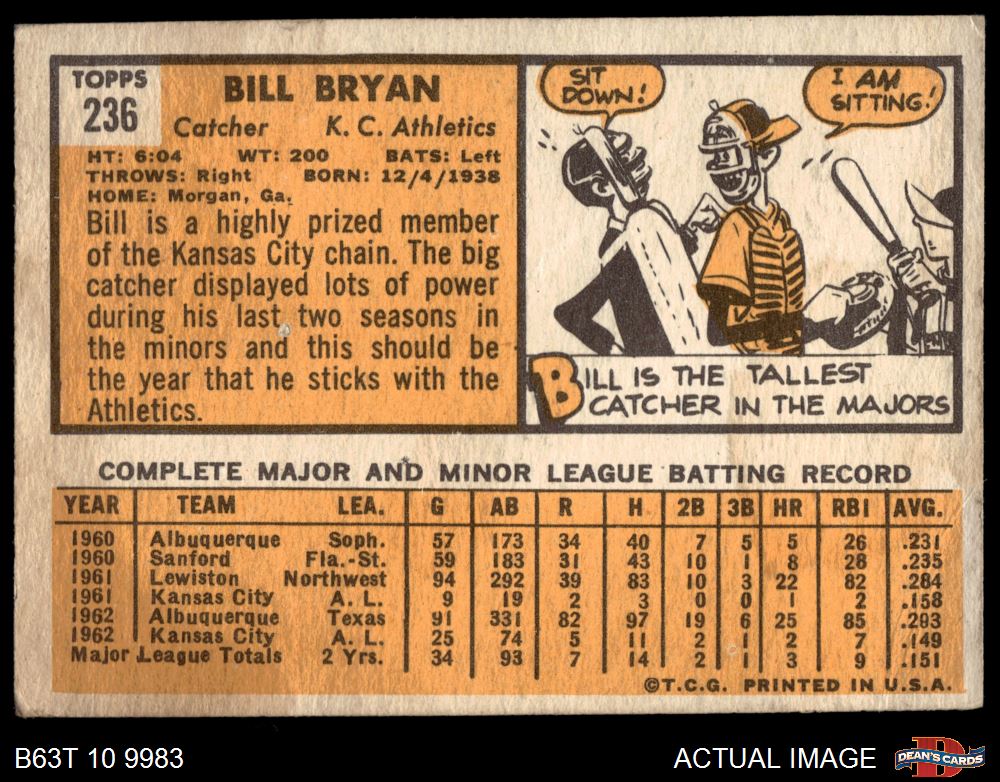 TOPPS
236
BILL BRYAN
Catcher K. C. Athletics
HT: 6:04 WT: 200 BATS: Left
THROWS: Right BORN: 12/4/1938
HOME: Morgan, Ga.
Bill is a highly prized member
of the Kansas City chain. The big
catcher displayed lots of power
during his last two seasons in
the minors and this should be
the year that he sticks with the
Athletics.
SIT
DOWN!
I AM
SITTING!
BILL IS THE TALLEST
CATCHER IN THE MAJORS
COMPLETE MAJOR AND MINOR LEAGUE BATTING RECORD
YEAR TEAM LEA. G AB R H 2B 3B HR RBI AVG.
1960 Albuquerque Soph. 57 173 34 40 7 5 5 26 .231
1960 Sanford Fla.-St. 59 183 31 43 10 1 8 28 .235
1961 Lewiston Northwest 94 292 39 83 10 3 22 82 .284
1961 Kansas City A. L. 9 19 2 3 0 0 1 2 .158
1962 Albuquerque Texas 91 331 82 97 19 6 25 85 .293
1962 Kansas City A. L. 25 74 5 11 2 1 2 7 .149
Major League Totals 2 Yrs. 34 93 7 14 2 1 3 9 .151
©T.C.G. PRINTED IN U.S.A.
B63T 10 9983
ACTUAL IMAGE
D
DEAN'S CARDS